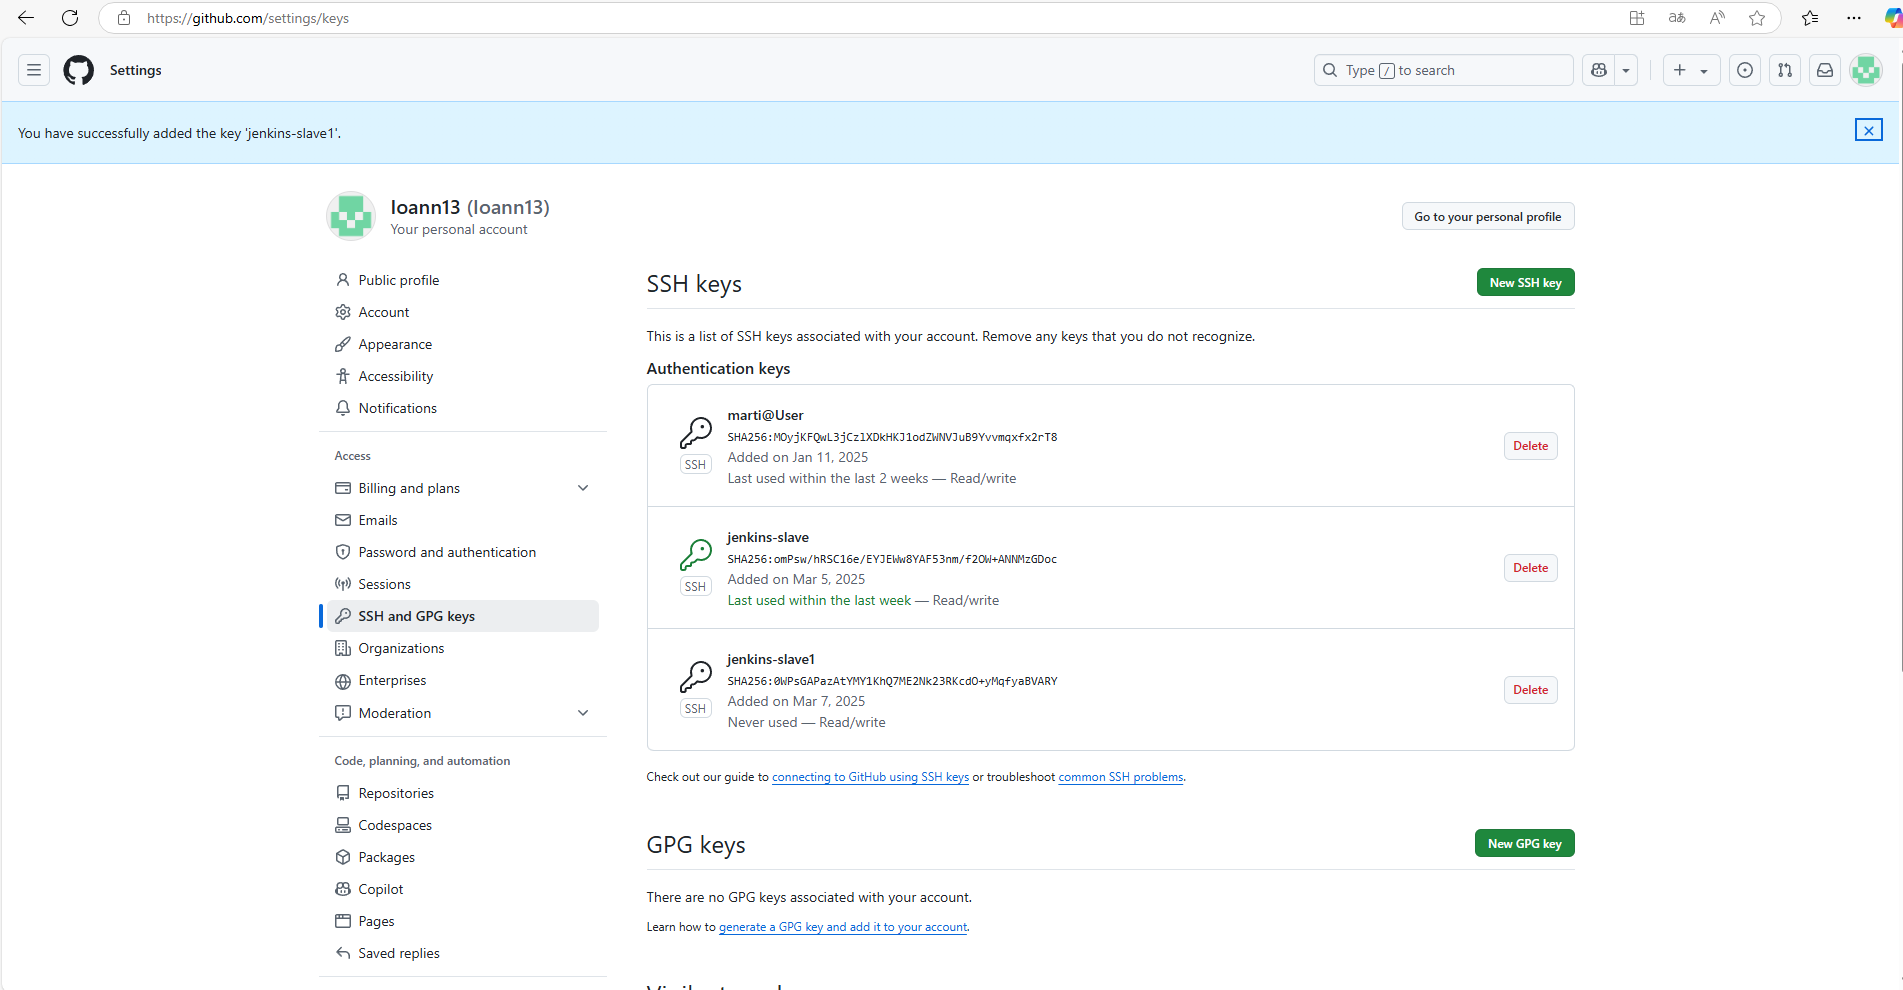 https://github.com/settings/keys
Settings
Type / to search
You have successfully added the key 'jenkins-slave1'.
Ioann13 (Ioann13)
Your personal account
Go to your personal profile
Public profile
Account
Appearance
Accessibility
Notifications
Access
Billing and plans
Emails
Password and authentication
Sessions
SSH and GPG keys
Organizations
Enterprises
Moderation
Code, planning, and automation
Repositories
Codespaces
Packages
Copilot
Pages
Saved replies
SSH keys
New SSH key
This is a list of SSH keys associated with your account. Remove any keys that you do not recognize.
Authentication keys
marti@User
SHA256:MOyjKFQwL3jCzlXDkHKJ1odZWNVJuB9Yvvmqxfx2rT8
Added on Jan 11, 2025
Last used within the last 2 weeks — Read/write
SSH
Delete
jenkins-slave
SHA256:omPsw/hRSC16e/EYJEWw8YAF53nm/f2OW+ANNMzGDoc
Added on Mar 5, 2025
Last used within the last week — Read/write
SSH
Delete
jenkins-slave1
SHA256:0WPsGAPazAtYMY1KhQ7ME2Nk23RKcdO+yMqfyaBVARY
Added on Mar 7, 2025
Never used — Read/write
SSH
Delete
Check out our guide to connecting to GitHub using SSH keys or troubleshoot common SSH problems.
GPG keys
New GPG key
There are no GPG keys associated with your account.
Learn how to generate a GPG key and add it to your account.